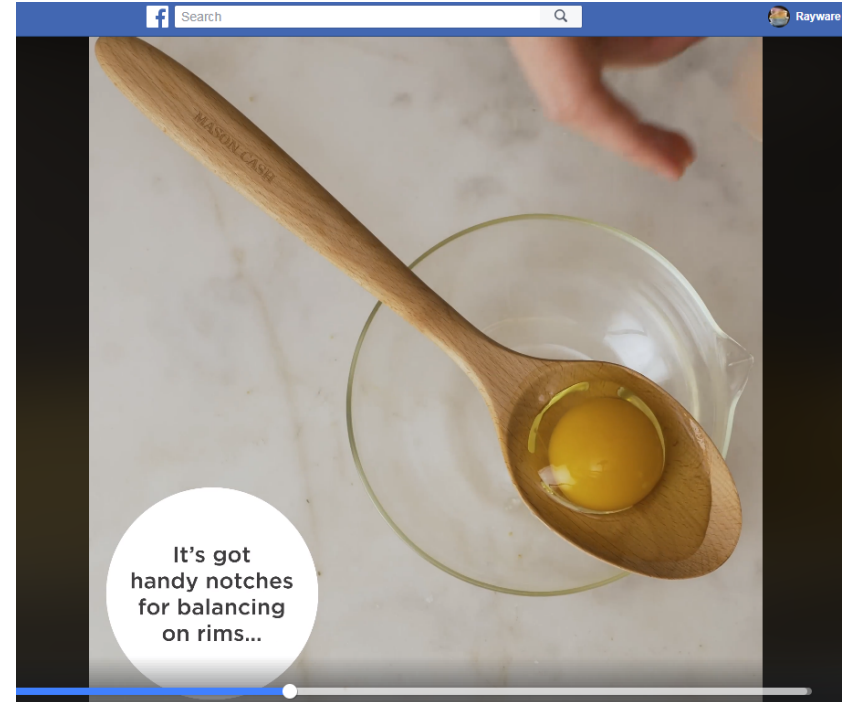 Search
Rayware
MASON CASH
It's got
handy notches
for balancing
on rims...